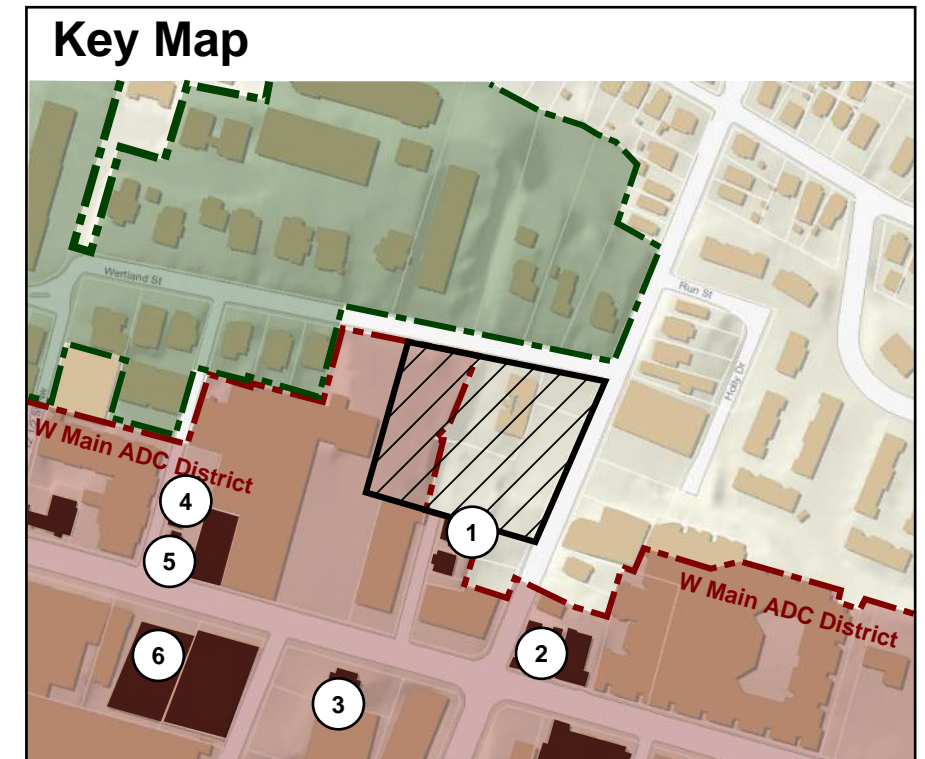 Key Map
Wertland St
Run St
Holly Dr
W Main ADC District
4
1
5
W Main ADC District
2
6
3